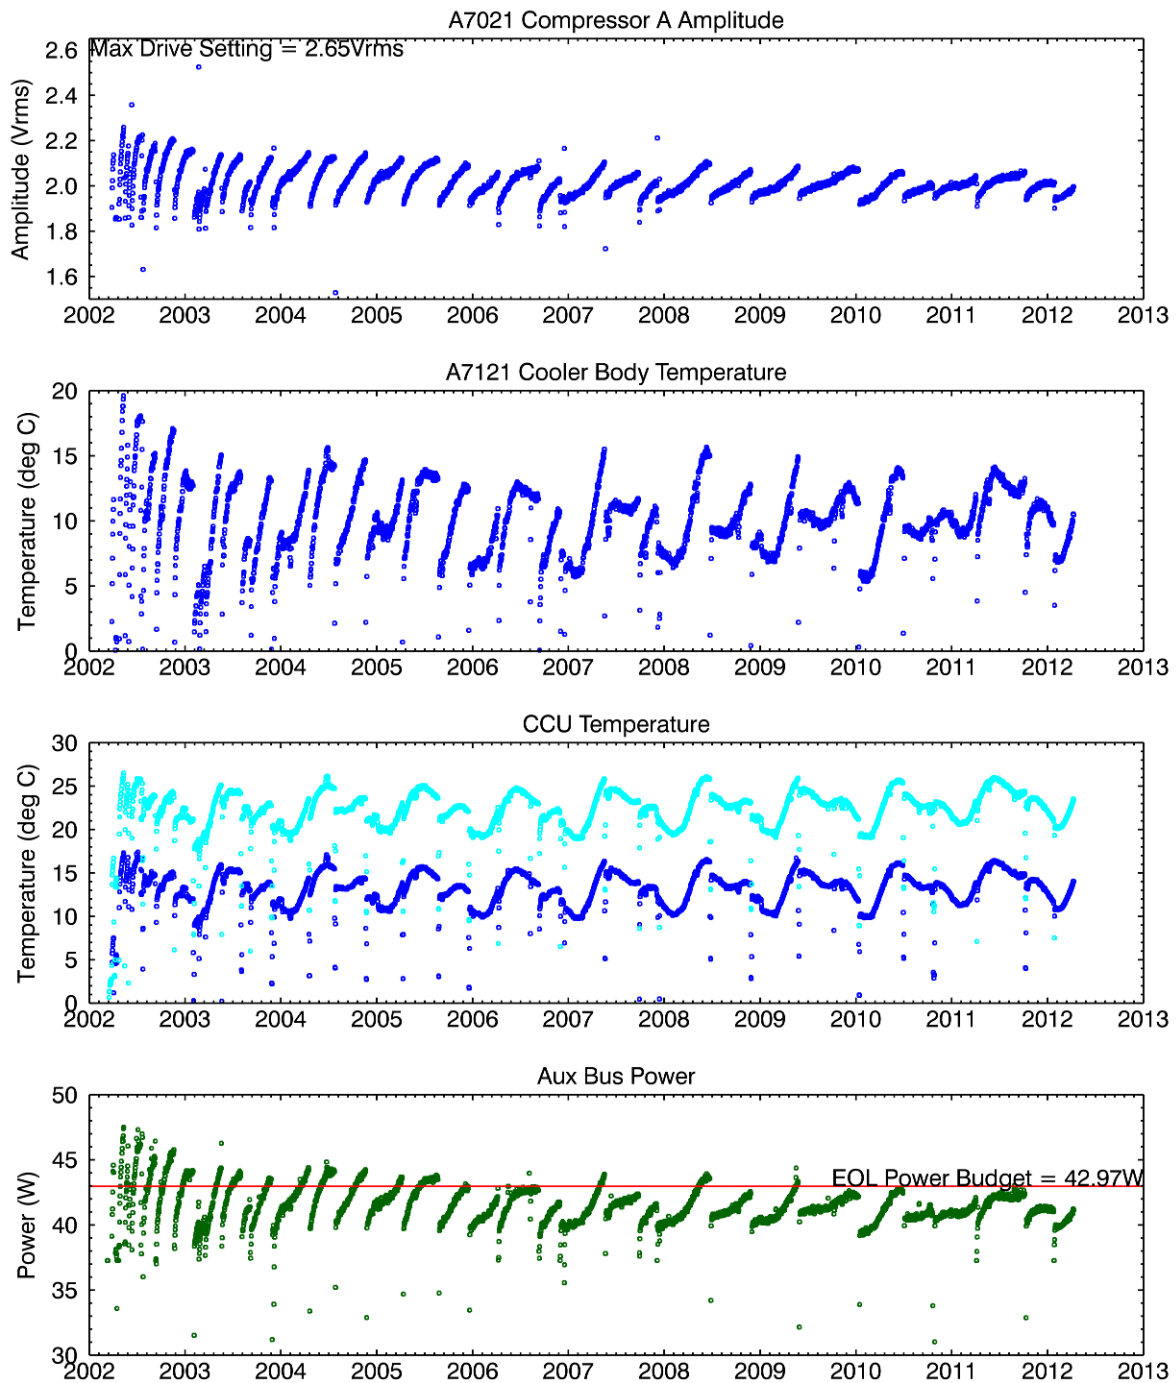 A7021 Compressor A Amplitude
Max Drive Setting = 2.65Vrms
Amplitude (Vrms)
2.6
2.4
2.2
2.0
1.8
1.6
2002 2003 2004 2005 2006 2007 2008 2009 2010 2011 2012 2013
A7121 Cooler Body Temperature
Temperature (deg C)
20
15
10
5
0
2002 2003 2004 2005 2006 2007 2008 2009 2010 2011 2012 2013
CCU Temperature
Temperature (deg C)
30
25
20
15
10
5
0
2002 2003 2004 2005 2006 2007 2008 2009 2010 2011 2012 2013
Aux Bus Power
Power (W)
50
45
40
35
30
EOL Power Budget = 42.97W
2002 2003 2004 2005 2006 2007 2008 2009 2010 2011 2012 2013